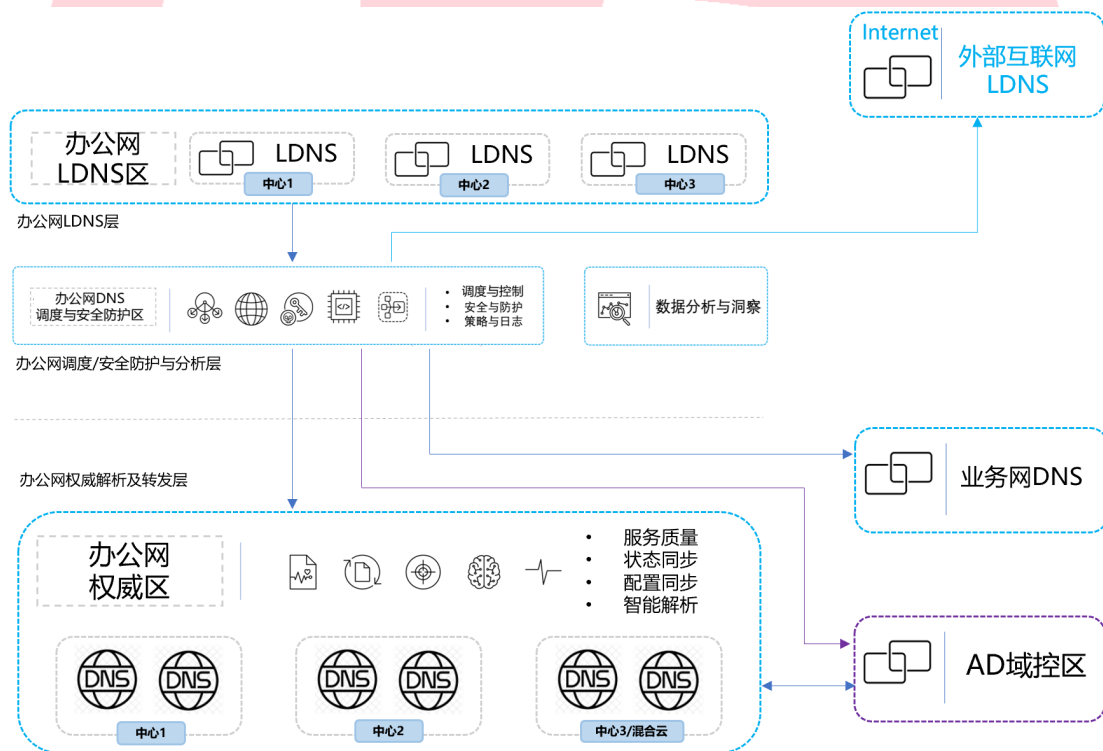 Internet
外部互联网
LDNS
办公网
LDNS区
LDNS
中心1
LDNS
中心2
LDNS
中心3
办公网LDNS层
办公网DNS
调度与安全防护区
• 调度与控制
• 安全与防护
• 策略与日志
数据分析与洞察
办公网调度/安全防护与分析层
业务网DNS
办公网权威解析及转发层
办公网
权威区
• 服务质量
• 状态同步
• 配置同步
• 智能解析
DNS
DNS
中心1
DNS
DNS
中心2
DNS
DNS
中心3/混合云
AD域控区